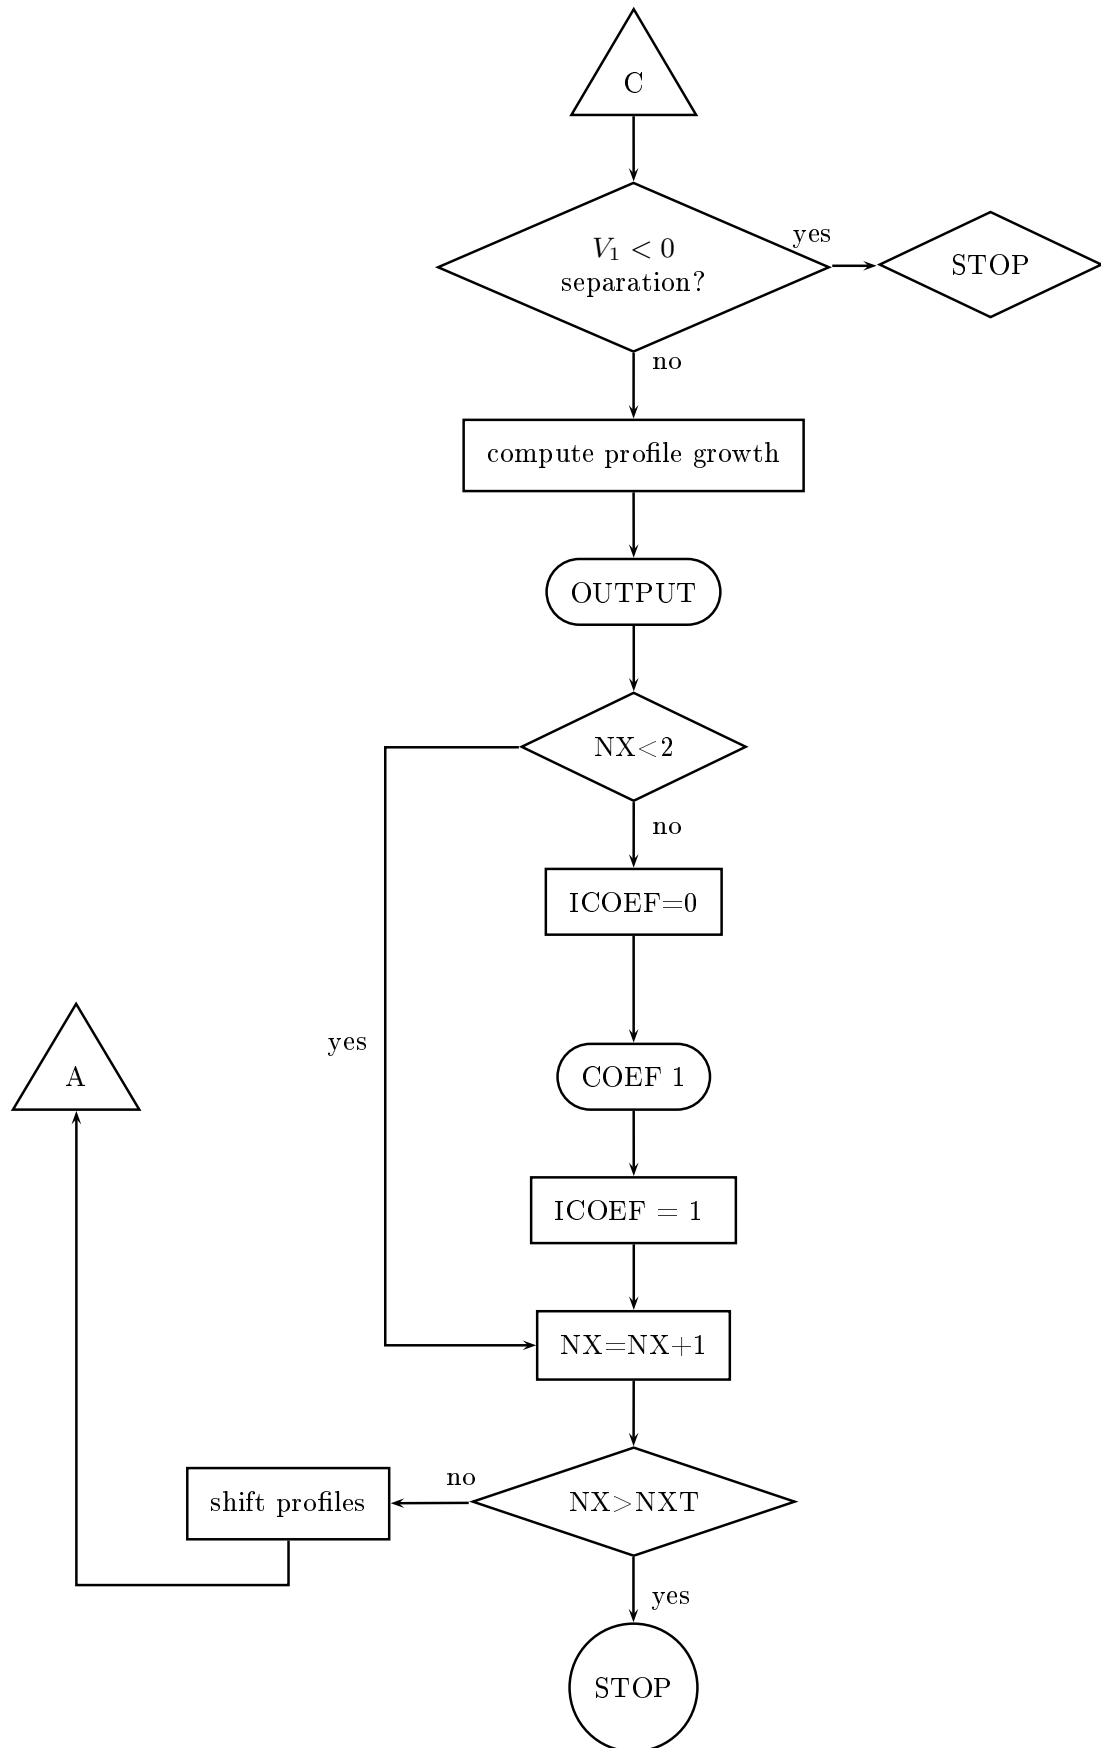 C
V₁ < 0
separation?
yes
STOP
no
compute profile growth
OUTPUT
NX<2
no
ICOEF=0
yes
A
COEF 1
ICOEF = 1
NX=NX+1
no
shift profiles
NX>NXT
yes
STOP